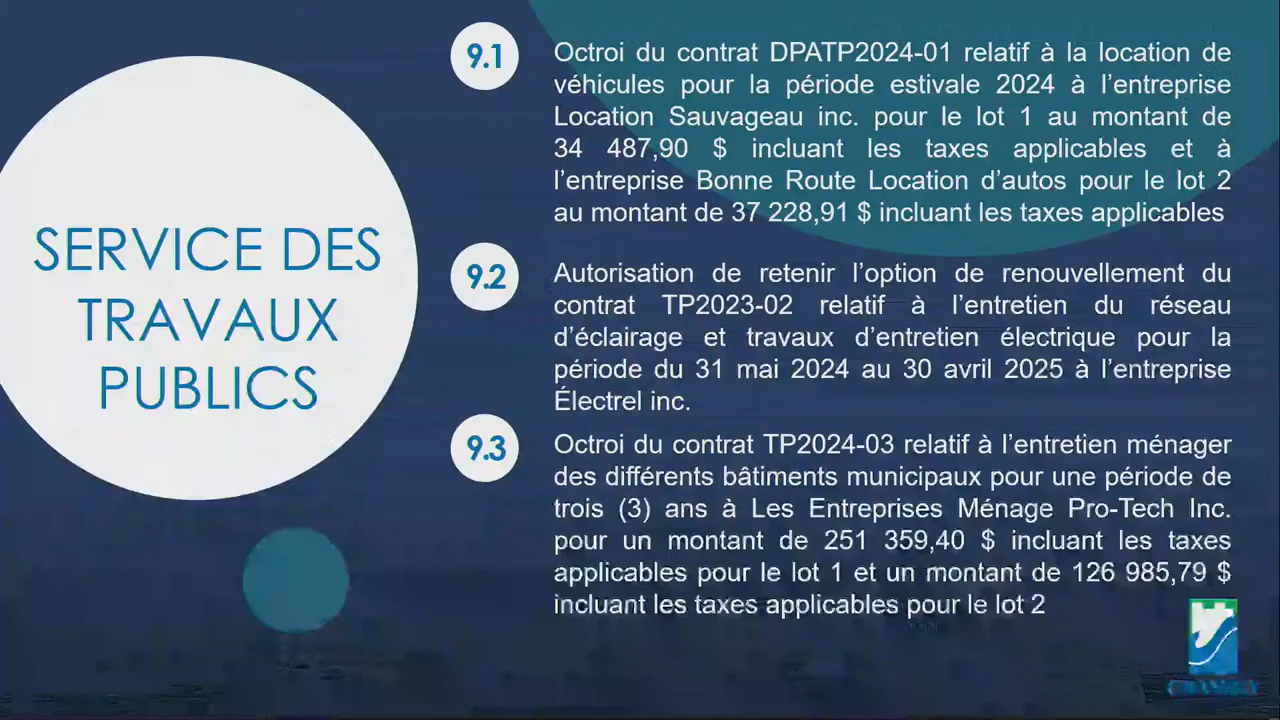 SERVICE DES
TRAVAUX
PUBLICS
9.1
Octroi du contrat DPATP2024-01 relatif à la location de
véhicules pour la période estivale 2024 à l’entreprise
Location Sauvageau inc. pour le lot 1 au montant de
34 487,90 $ incluant les taxes applicables et à
l’entreprise Bonne Route Location d’autos pour le lot 2
au montant de 37 228,91 $ incluant les taxes applicables
9.2
Autorisation de retenir l’option de renouvellement du
contrat TP2023-02 relatif à l’entretien du réseau
d’éclairage et travaux d’entretien électrique pour la
période du 31 mai 2024 au 30 avril 2025 à l’entreprise
Électrel inc.
9.3
Octroi du contrat TP2024-03 relatif à l’entretien ménager
des différents bâtiments municipaux pour une période de
trois (3) ans à Les Entreprises Ménage Pro-Tech Inc.
pour un montant de 251 359,40 $ incluant les taxes
applicables pour le lot 1 et un montant de 126 985,79 $
incluant les taxes applicables pour le lot 2